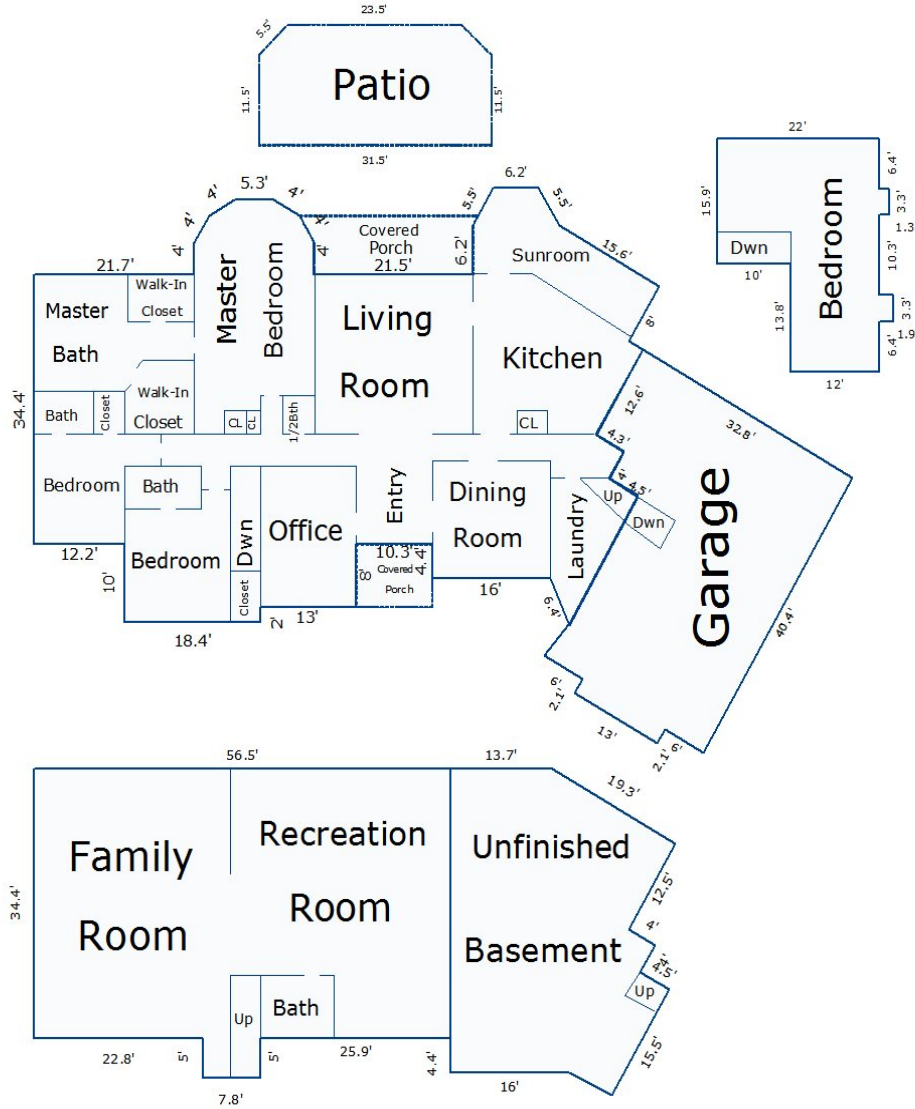 23.5'
5.5'
Patio
11.5'
11.5'
31.5'
22'
6.4'
3.3'
1.3
15.9'
Bedroom
10.3'
Dwn
10'
13.8'
3.3'
1.9
6.4'
12'
5.3'
4'
4'
4'
4'
4'
4'
6.2'
5.5'
5.5'
Covered
Porch
6.2'
21.5'
Sunroom
15.6'
8'
21.7'
Walk-In
Closet
Master
Bath
Master
Bedroom
Living
Room
Kitchen
34.4'
Walk-In
Closet
Bath
Closet
CL
CL
1/2Bth
CL
12.6'
4.3'
4'
4.5'
32.8'
Bedroom
Bath
Dwn
Office
Entry
Dining
Room
Laundry
Up
Dwn
Garage
12.2'
10'
Bedroom
Closet
10.3'
8'
Covered
Porch
4.4'
16'
6.4'
18.4'
2'
13'
40.4'
6'
2.1'
13'
2.1'
6'
56.5'
13.7'
19.3'
Family
Room
Recreation
Room
Unfinished
Basement
34.4'
12.5'
4'
4'
4.5'
Up
Up
Bath
22.8'
5'
5'
25.9'
4.4'
15.5'
7.8'
16'